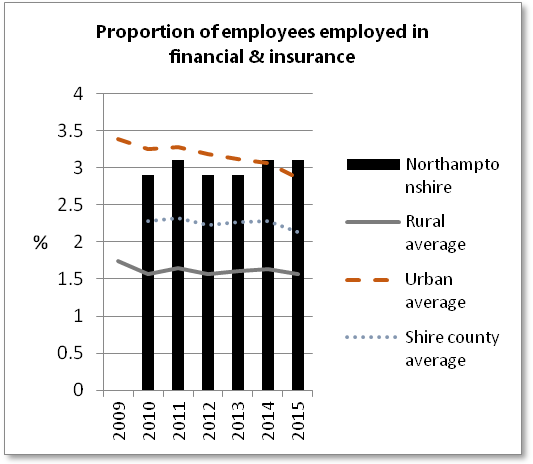 Proportion of employees employed in
financial & insurance
4
3.5
3
2.5
2
1.5
1
0.5
0
%
2009
2010
2011
2012
2013
2014
2015
Northampto
nshire
Rural
average
Urban
average
Shire county
average